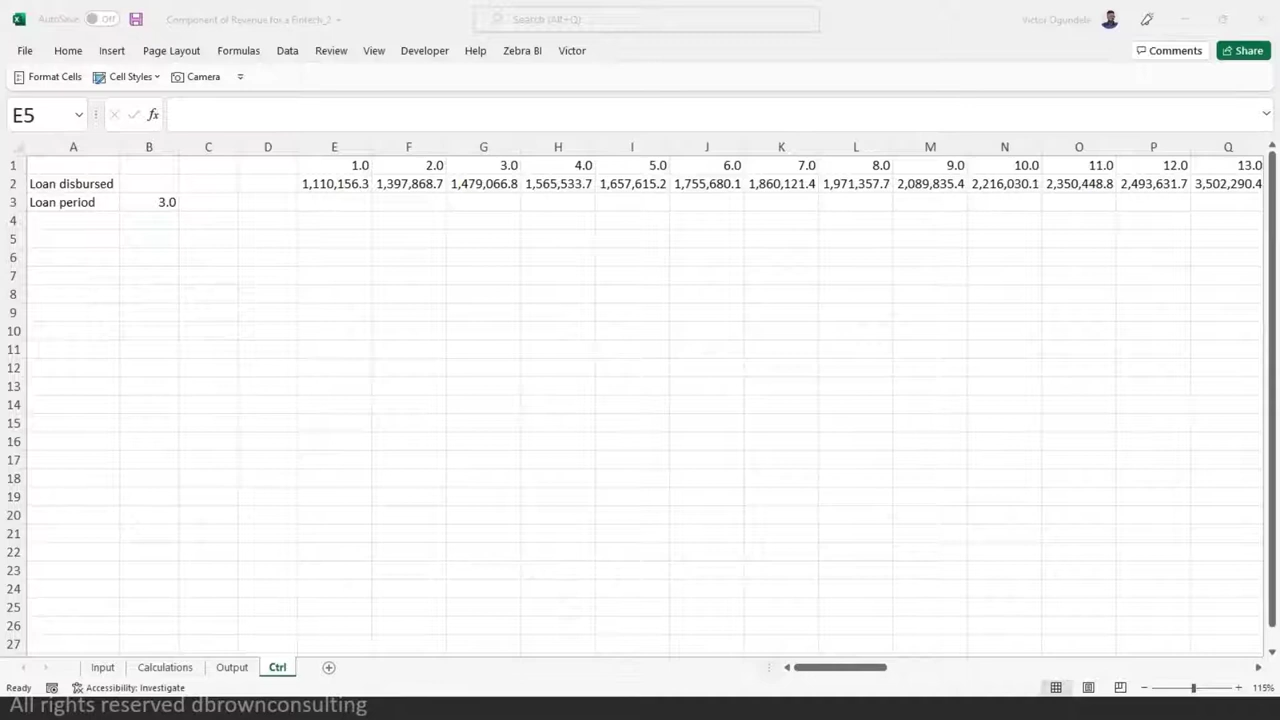 AutoSave Off Component of Revenue for a Fintech_2 Search (Alt+Q) Victor Ogundele
File Home Insert Page Layout Formulas Data Review View Developer Help Zebra BI Victor Comments Share
Format Cells Cell Styles Camera
E5 fx
A B C D E F G H I J K L M N O P Q
1 1.0 2.0 3.0 4.0 5.0 6.0 7.0 8.0 9.0 10.0 11.0 12.0 13.0
2 Loan disbursed 1,110,156.3 1,397,868.7 1,479,066.8 1,565,533.7 1,657,615.2 1,755,680.1 1,860,121.4 1,971,357.7 2,089,835.4 2,216,030.1 2,350,448.8 2,493,631.7 3,502,290.4
3 Loan period 3.0
4
5
6
7
8
9
10
11
12
13
14
15
16
17
18
19
20
21
22
23
24
25
26
27
Input Calculations Output Ctrl
Ready Accessibility: Investigate 115%
All rights reserved dbrownconsulting